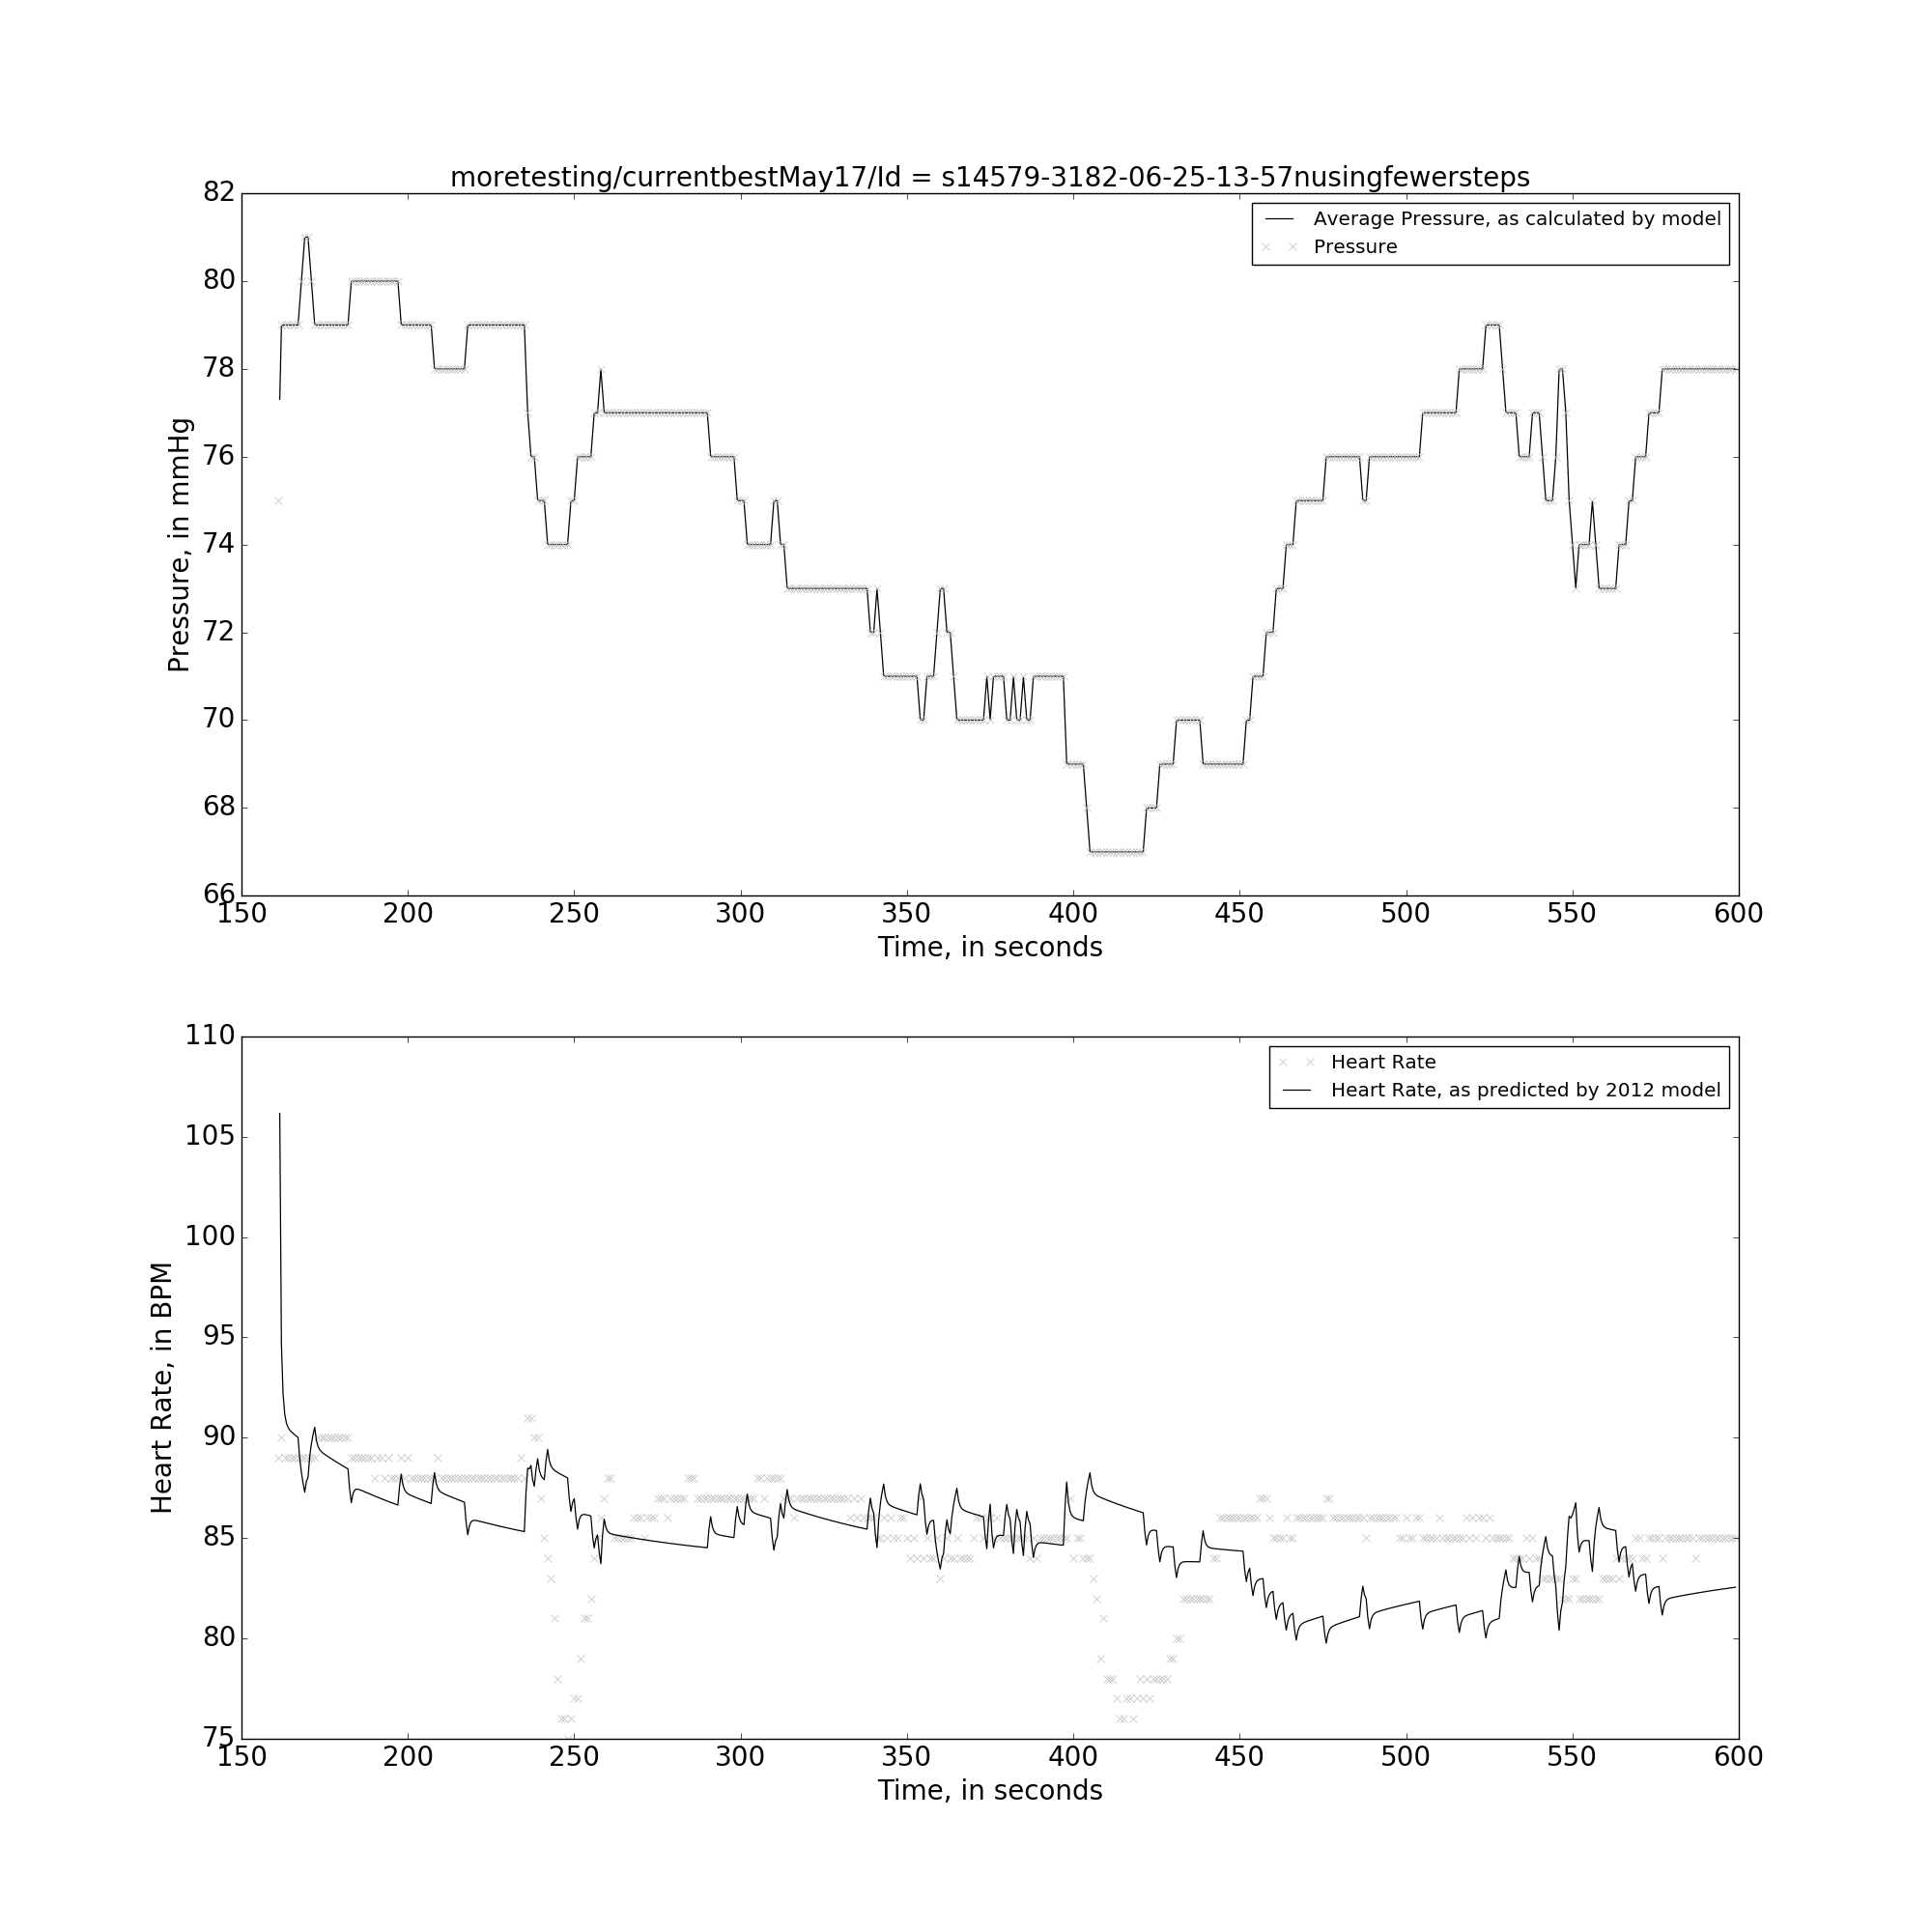 moretesting/currentbestMay17/Id = s14579-3182-06-25-13-57nusingfewersteps
82
80
78
76
74
72
70
68
66
Pressure, in mmHg
Average Pressure, as calculated by model
Pressure
150 200 250 300 350 400 450 500 550 600
Time, in seconds
110
105
100
95
90
85
80
75
Heart Rate, in BPM
Heart Rate
Heart Rate, as predicted by 2012 model
150 200 250 300 350 400 450 500 550 600
Time, in seconds